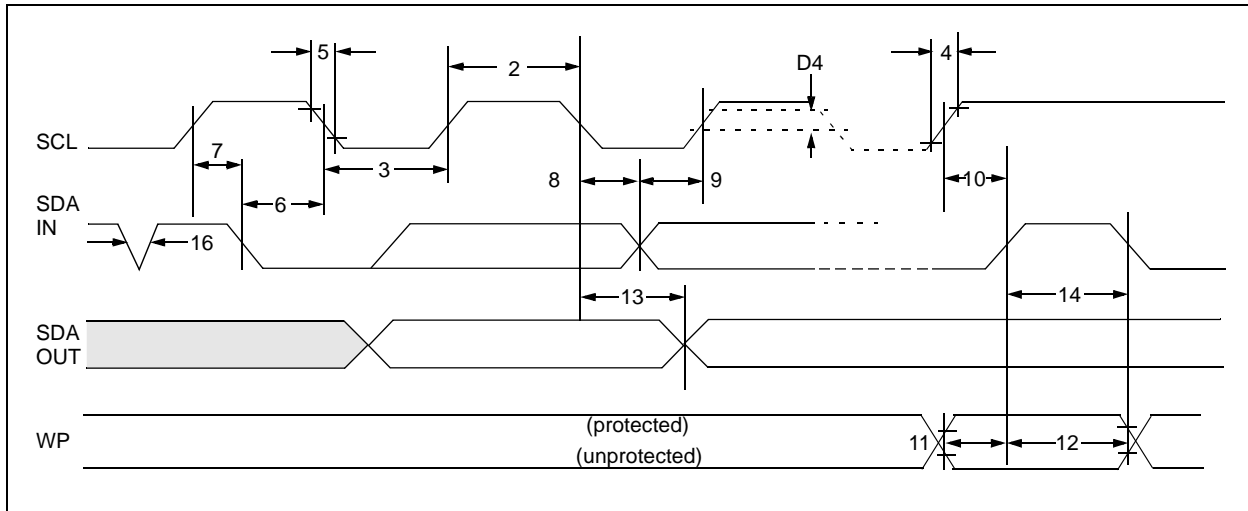 5
2
D4
4
SCL
7
3
8
9
10
SDA
IN
6
16
13
14
SDA
OUT
WP
(protected)
(unprotected)
11
12